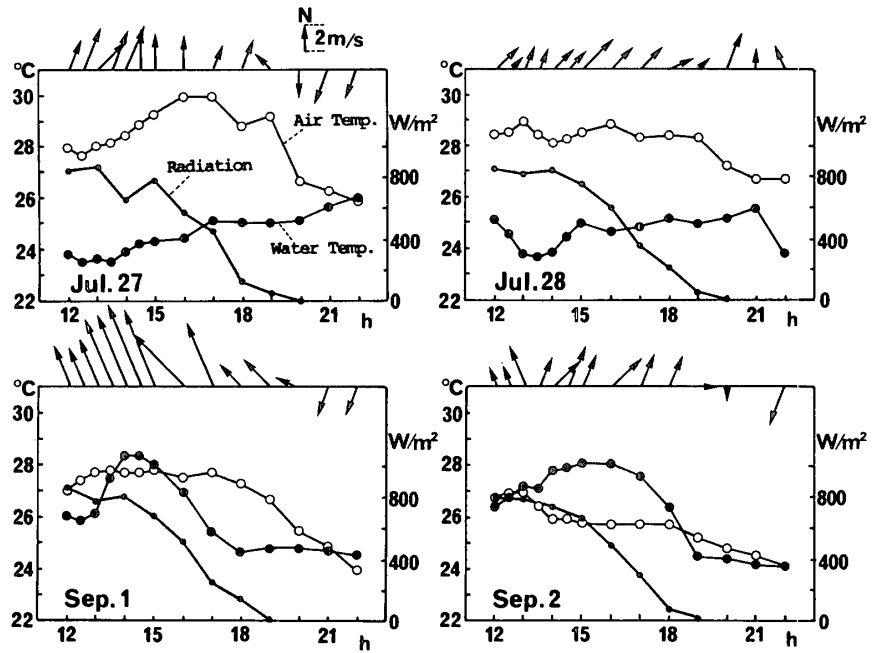 N
2m/s
°C
30
28
26
24
22
Air Temp.
Radiation
Water Temp.
Jul.27
W/m²
800
400
0
12 15 18 21
h
°C
30
28
26
24
22
Jul.28
W/m²
800
400
0
12 15 18 21
h
°C
30
28
26
24
22
Sep.1
W/m²
800
400
0
12 15 18 21
h
°C
30
28
26
24
22
Sep.2
W/m²
800
400
0
12 15 18 21
h